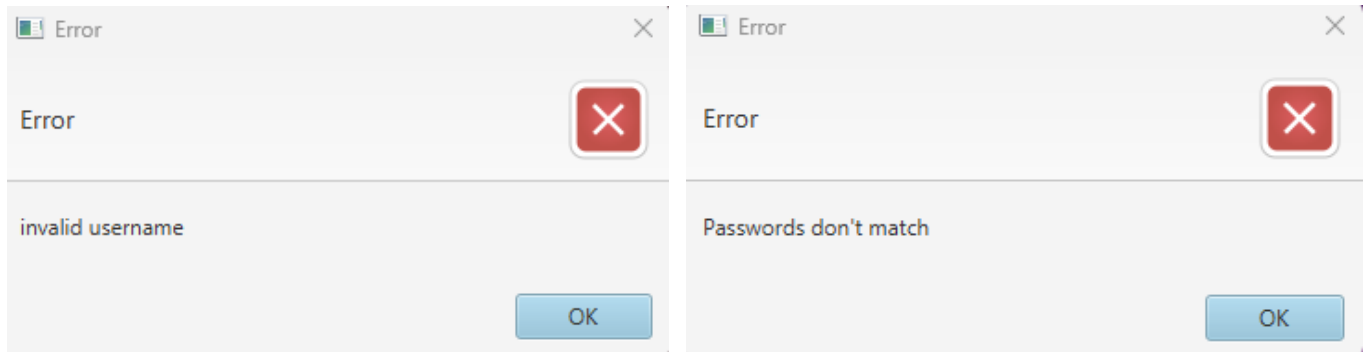 Error
Error
invalid username
OK
Error
Error
Passwords don't match
OK